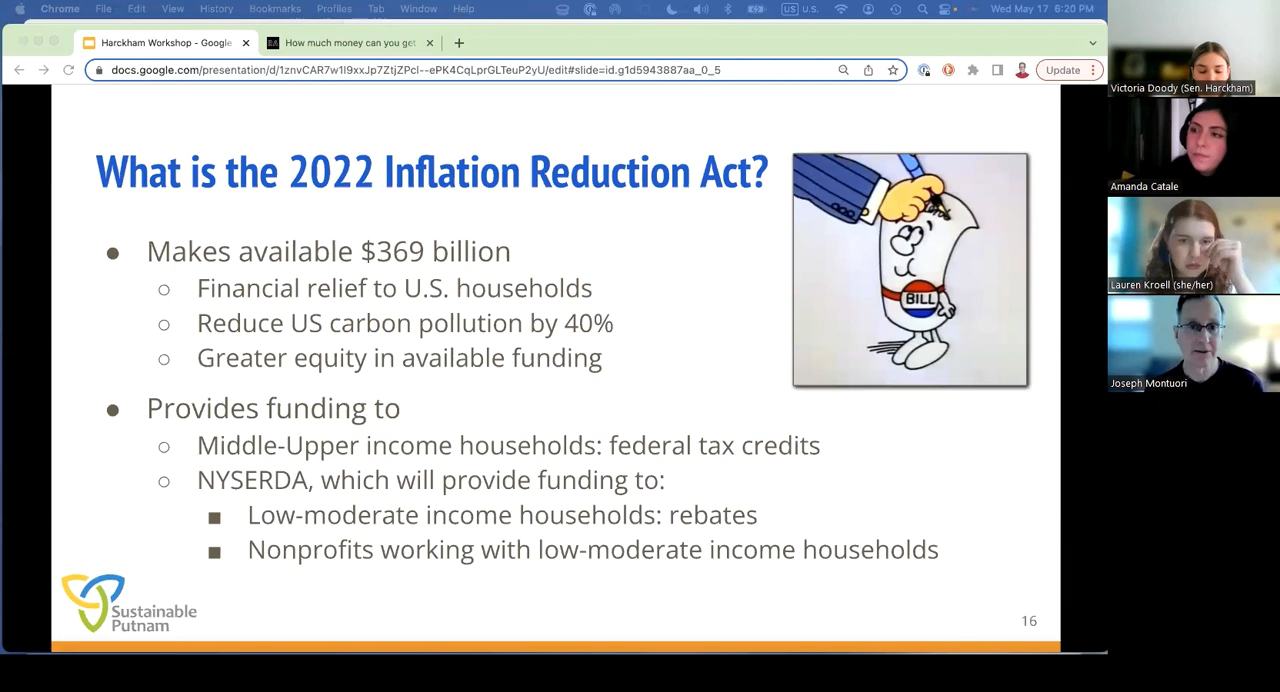 Chrome File Edit View History Bookmarks Profiles Tab Window Help U.S. Wed May 17 6:20 PM
Harckham Workshop - Google How much money can you get
docs.google.com/presentation/d/1znvCAR7w1I9xxJp7ZtjZPcl--ePK4CqLprGLTeuP2yU/edit#slide=id.g1d5943887aa_0_5 Update
What is the 2022 Inflation Reduction Act?
● Makes available $369 billion
○ Financial relief to U.S. households
○ Reduce US carbon pollution by 40%
○ Greater equity in available funding
● Provides funding to
○ Middle-Upper income households: federal tax credits
○ NYSERDA, which will provide funding to:
■ Low-moderate income households: rebates
■ Nonprofits working with low-moderate income households
BILL
Sustainable
Putnam
16
Victoria Doody (Sen. Harckham)
Amanda Catale
Lauren Kroell (she/her)
Joseph Montuori